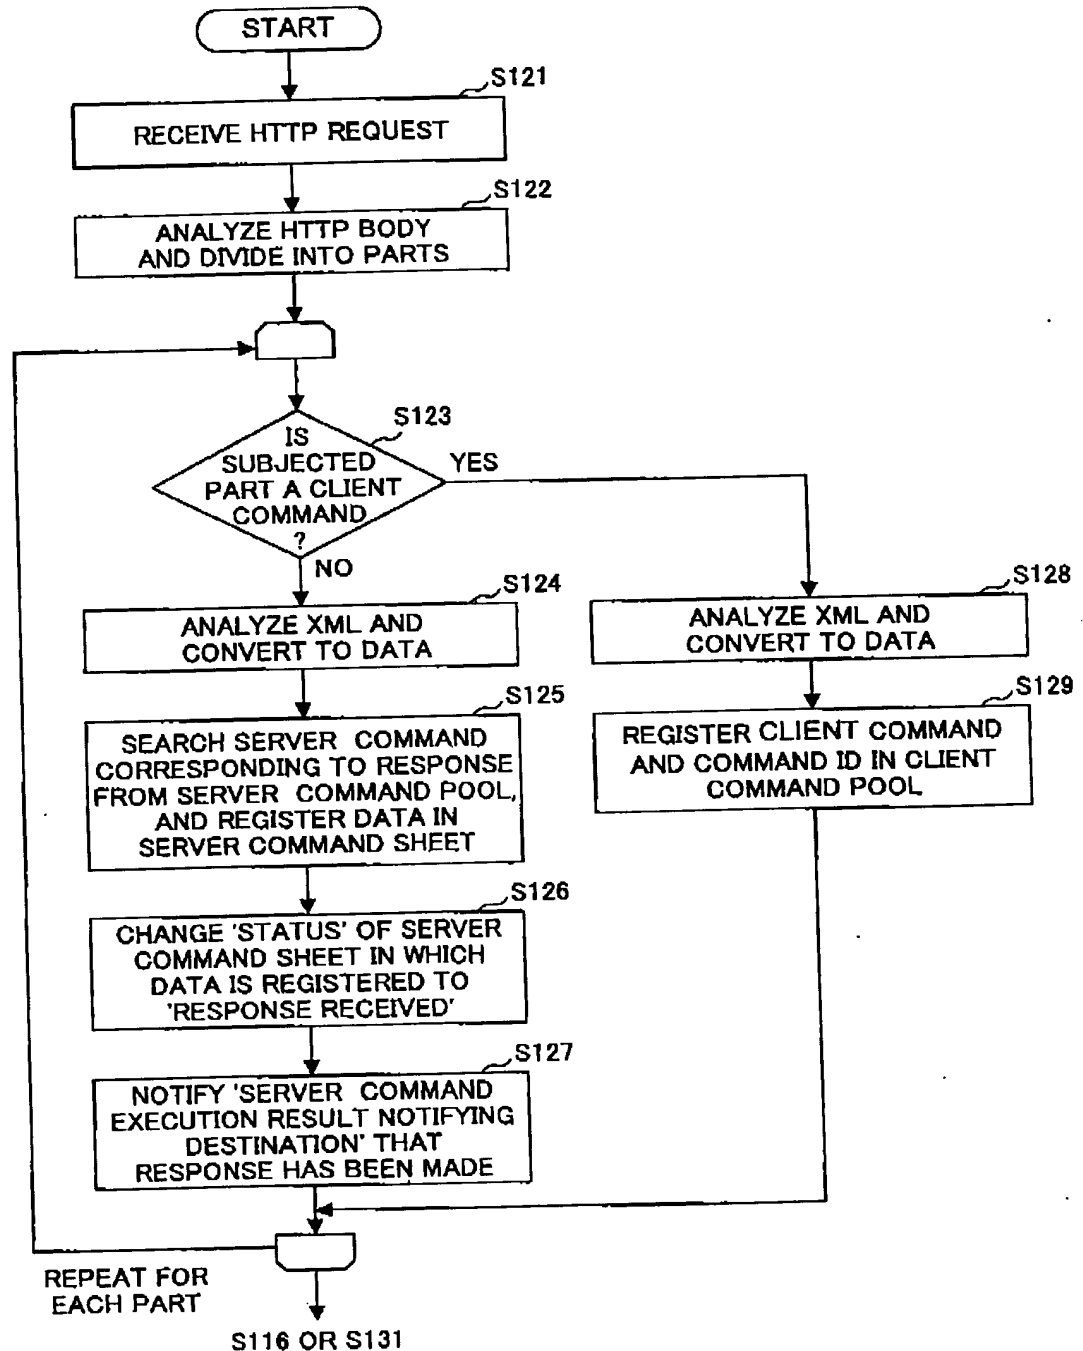 START
S121
RECEIVE HTTP REQUEST
S122
ANALYZE HTTP BODY
AND DIVIDE INTO PARTS
S123
IS
SUBJECTED
PART A CLIENT
COMMAND
?
YES
NO
S124
ANALYZE XML AND
CONVERT TO DATA
S125
SEARCH SERVER COMMAND
CORRESPONDING TO RESPONSE
FROM SERVER COMMAND POOL,
AND REGISTER DATA IN
SERVER COMMAND SHEET
S126
CHANGE 'STATUS' OF SERVER
COMMAND SHEET IN WHICH
DATA IS REGISTERED TO
'RESPONSE RECEIVED'
S127
NOTIFY 'SERVER COMMAND
EXECUTION RESULT NOTIFYING
DESTINATION' THAT
RESPONSE HAS BEEN MADE
S128
ANALYZE XML AND
CONVERT TO DATA
S129
REGISTER CLIENT COMMAND
AND COMMAND ID IN CLIENT
COMMAND POOL
REPEAT FOR
EACH PART
S116 OR S131